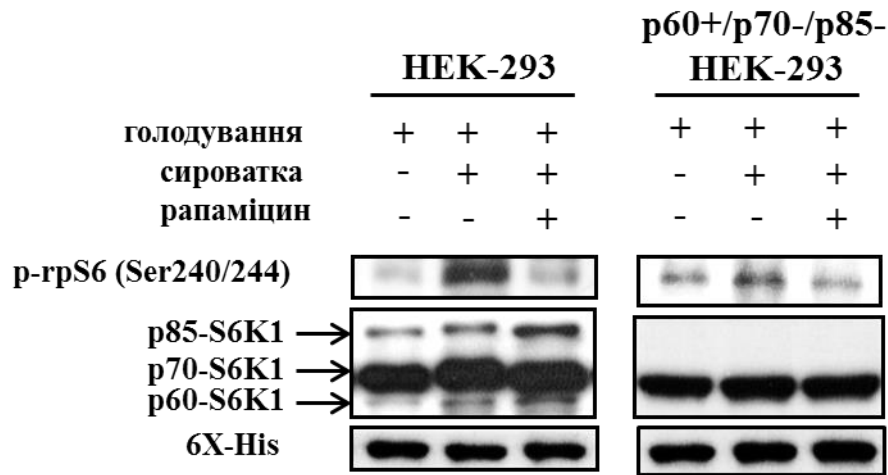 p60+/p70-/p85-
HEK-293 HEK-293
голодування + + + + + +
сироватка - + + - + +
рапаміцин - - + - - +
p-rpS6 (Ser240/244)
p85-S6K1
p70-S6K1
p60-S6K1
6X-His